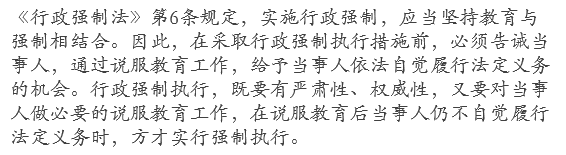 《行政强制法》第6条规定，实施行政强制，应当坚持教育与
强制相结合。因此，在采取行政强制执行措施前，必须告诫当
事人，通过说服教育工作，给予当事人依法自觉履行法定义务
的机会。行政强制执行，既要有严肃性、权威性，又要对当事
人做必要的说服教育工作，在说服教育后当事人仍不自觉履行
法定义务时，方才实行强制执行。